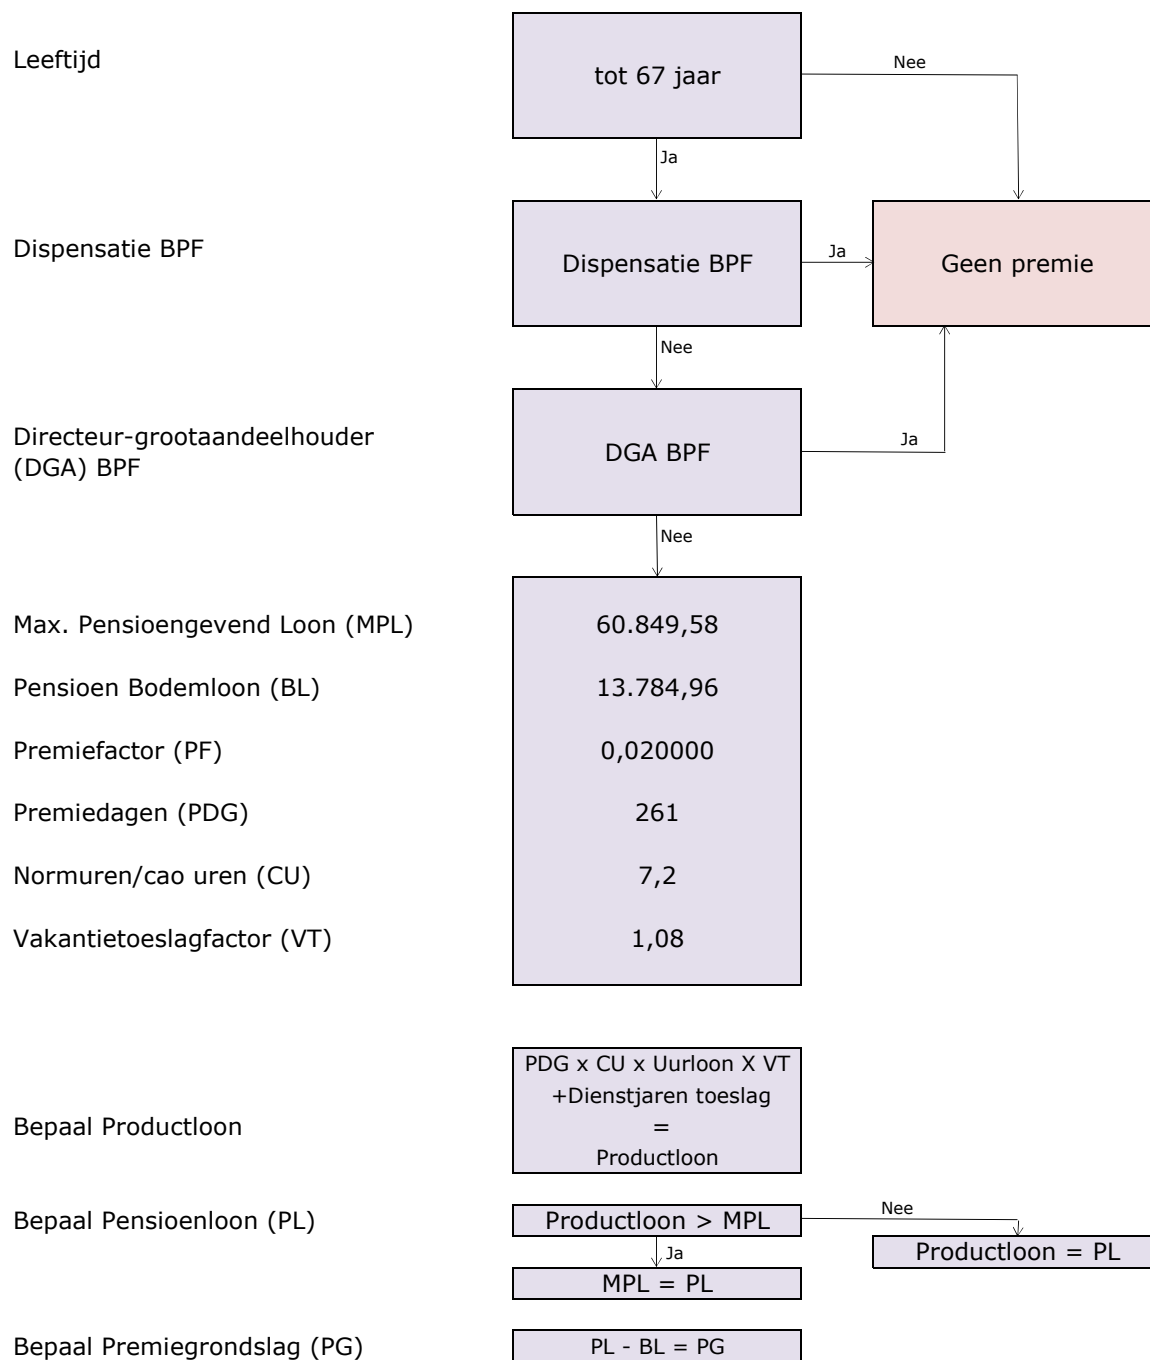 Leeftijd
tot 67 jaar
Nee
Ja
Dispensatie BPF
Dispensatie BPF
Ja
Geen premie
Nee
Directeur-grootaandeelhouder
(DGA) BPF
DGA BPF
Ja
Nee
Max. Pensioengevend Loon (MPL)
60.849,58
Pensioen Bodemloon (BL)
13.784,96
Premiefactor (PF)
0,020000
Premiedagen (PDG)
261
Normuren/cao uren (CU)
7,2
Vakantietoeslagfactor (VT)
1,08
Bepaal Productloon
PDG x CU x Uurloon X VT
+Dienstjaren toeslag
=
Productloon
Bepaal Pensioenloon (PL)
Productloon > MPL
Nee
Productloon = PL
Ja
MPL = PL
Bepaal Premiegrondslag (PG)
PL - BL = PG